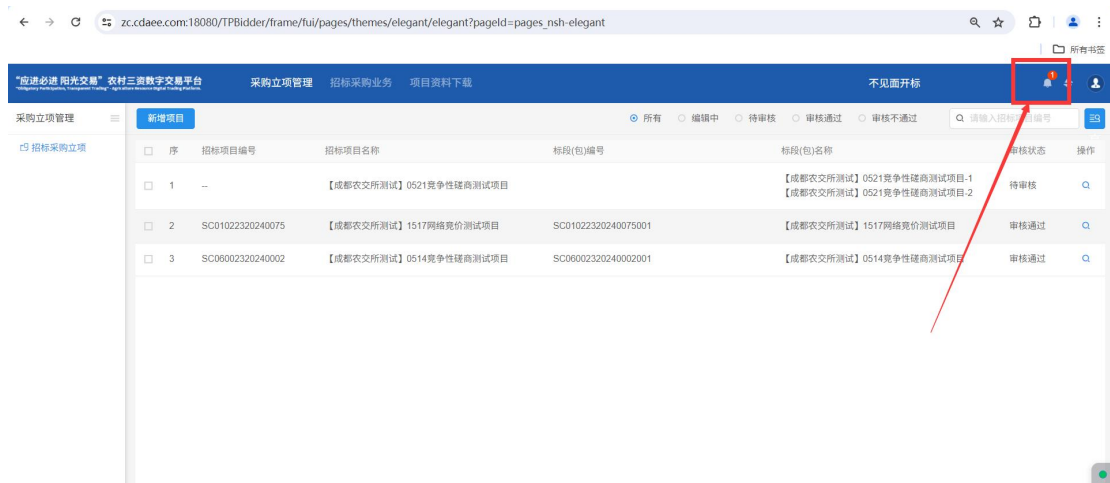 zc.cdaee.com:18080/TPBidder/frame/fui/pages/themes/elegant/elegant?pageId=pages_nsh-elegant
所有书签
"应进必进 阳光交易" 农村三资数字交易平台
采购立项管理 招标采购业务 项目资料下载 不见面开标 1
采购立项管理 新增项目 所有 编辑中 待审核 审核通过 审核不通过 请输入招标项目编号
招标采购立项
序 招标项目编号 招标项目名称 标段(包)编号 标段(包)名称 审核状态 操作
1 -- 【成都农交所测试】0521竞争性磋商测试项目 【成都农交所测试】0521竞争性磋商测试项目-1 待审核
【成都农交所测试】0521竞争性磋商测试项目-2
2 SC01022320240075 【成都农交所测试】1517网络竞价测试项目 SC01022320240075001 【成都农交所测试】1517网络竞价测试项目 审核通过
3 SC06002320240002 【成都农交所测试】0514竞争性磋商测试项目 SC06002320240002001 【成都农交所测试】0514竞争性磋商测试项目 审核通过